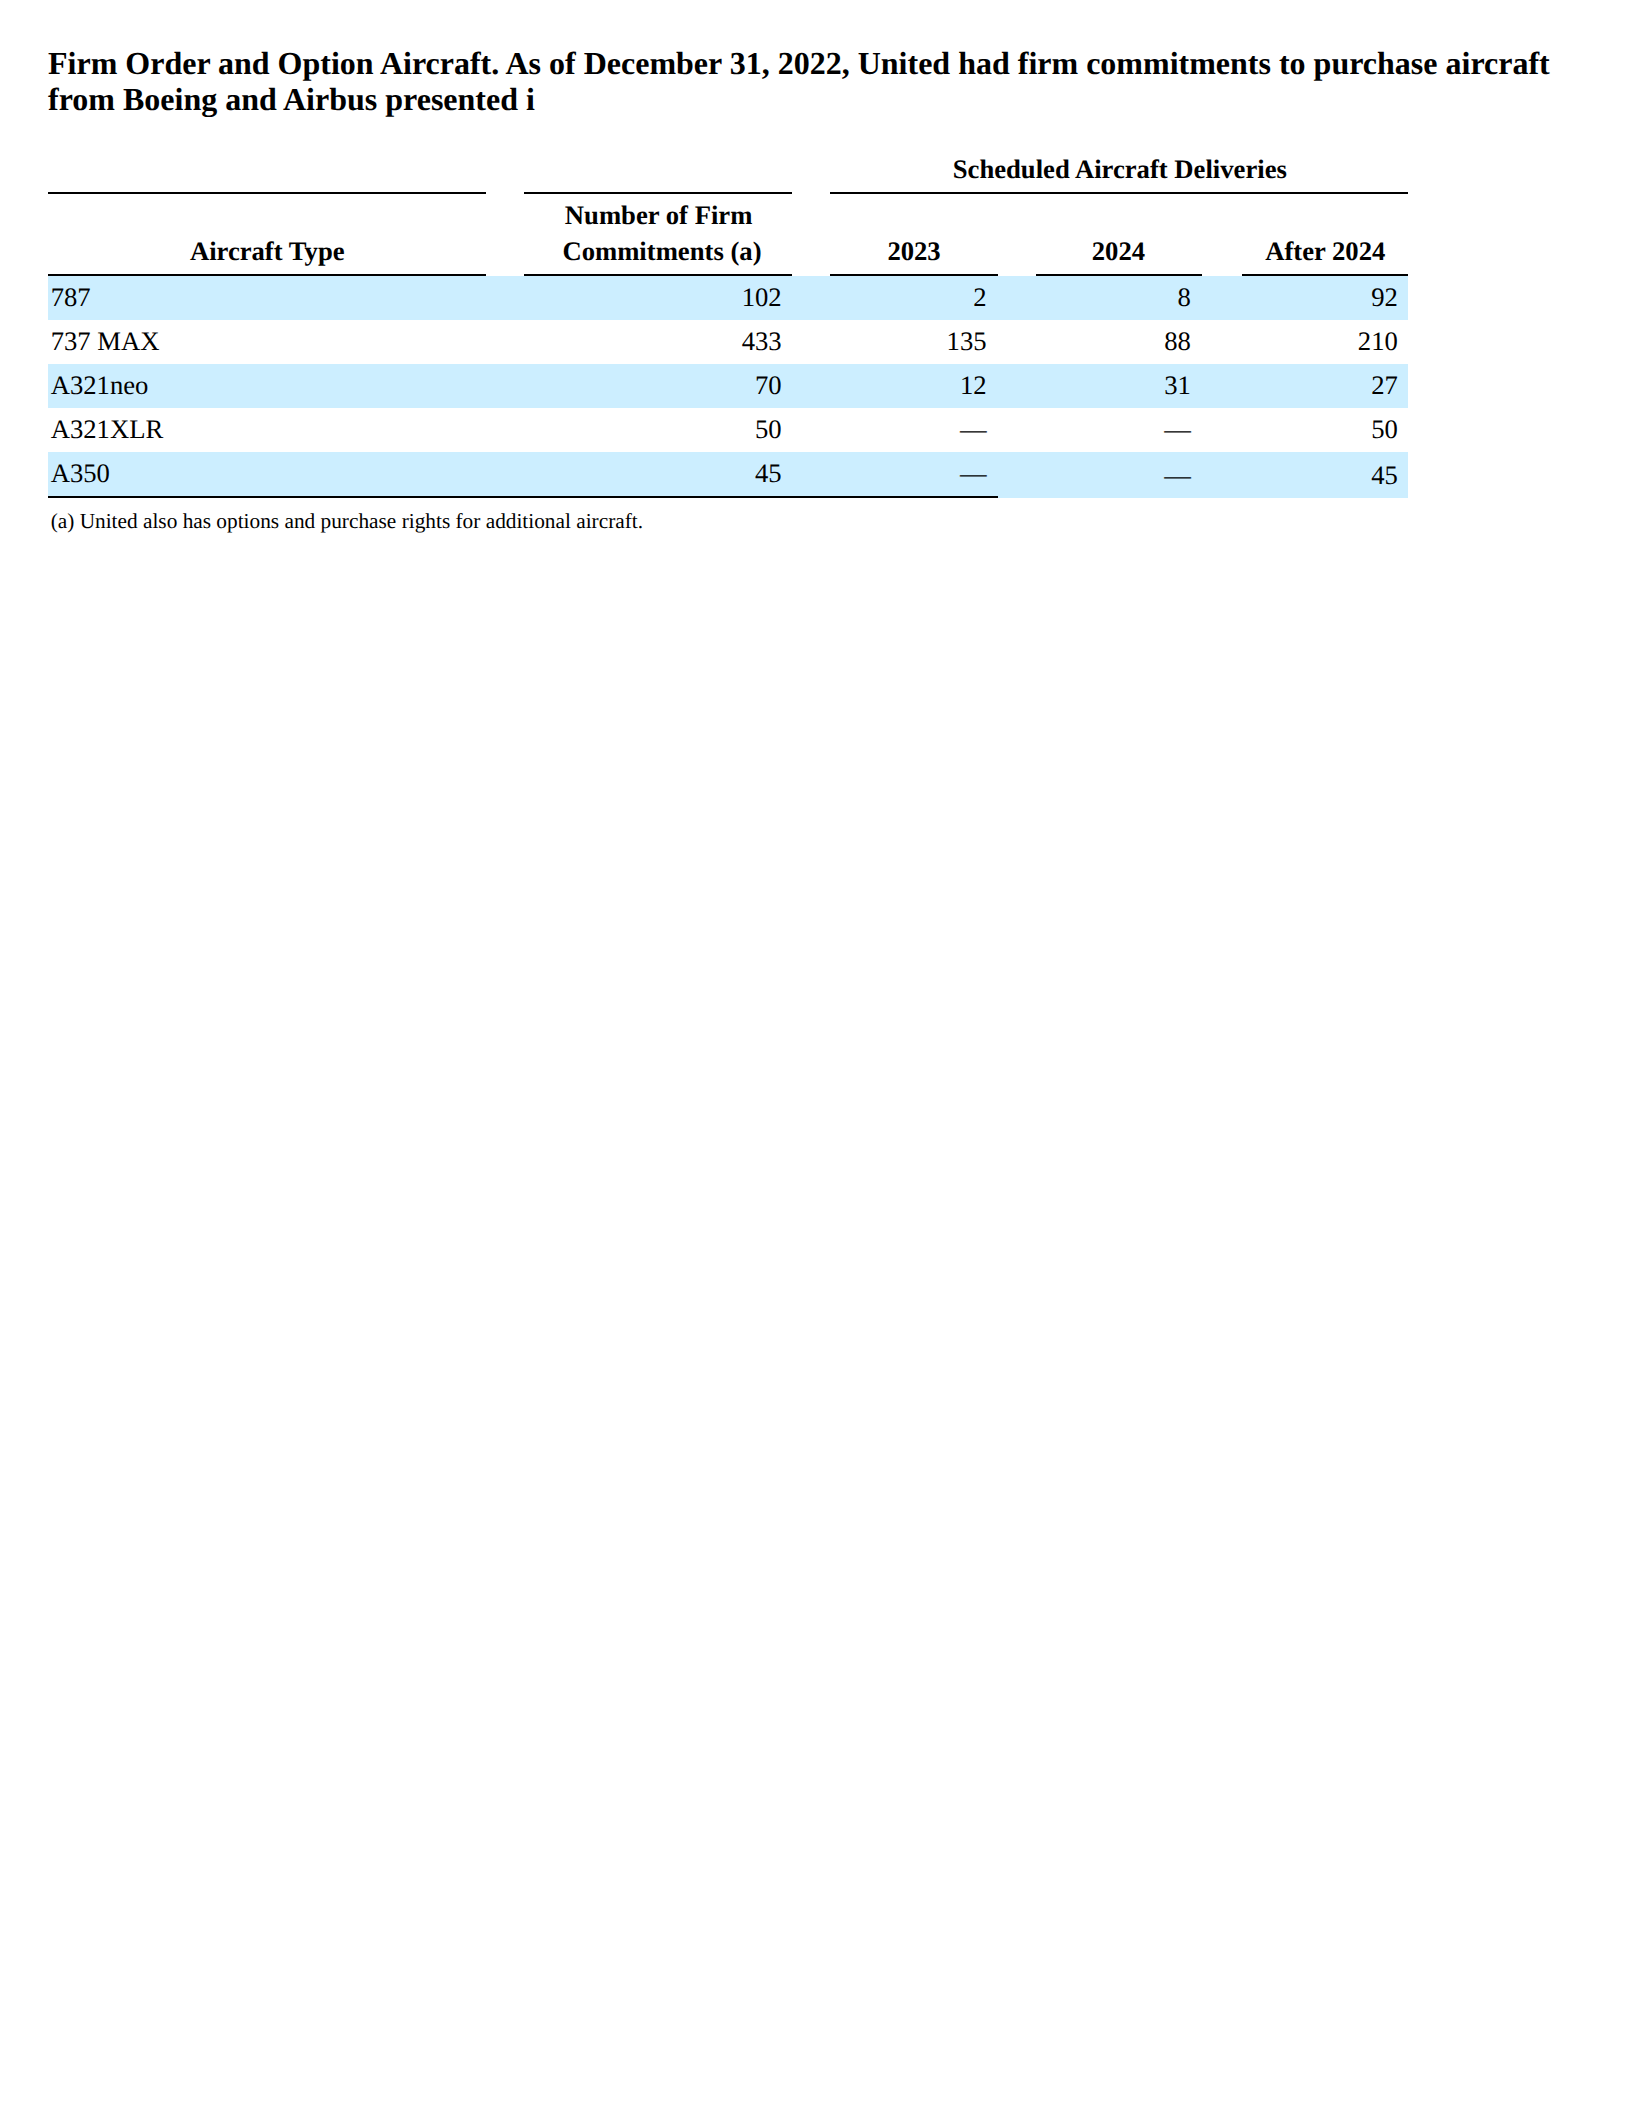 Firm Order and Option Aircraft. As of December 31, 2022, United had firm commitments to purchase aircraft
from Boeing and Airbus presented i
Scheduled Aircraft Deliveries
Number of Firm
Aircraft Type Commitments (a) 2023 2024 After 2024
787 102 2 8 92
737 MAX 433 135 88 210
A321neo 70 12 31 27
A321XLR 50 — — 50
A350 45 — — 45
(a) United also has options and purchase rights for additional aircraft.